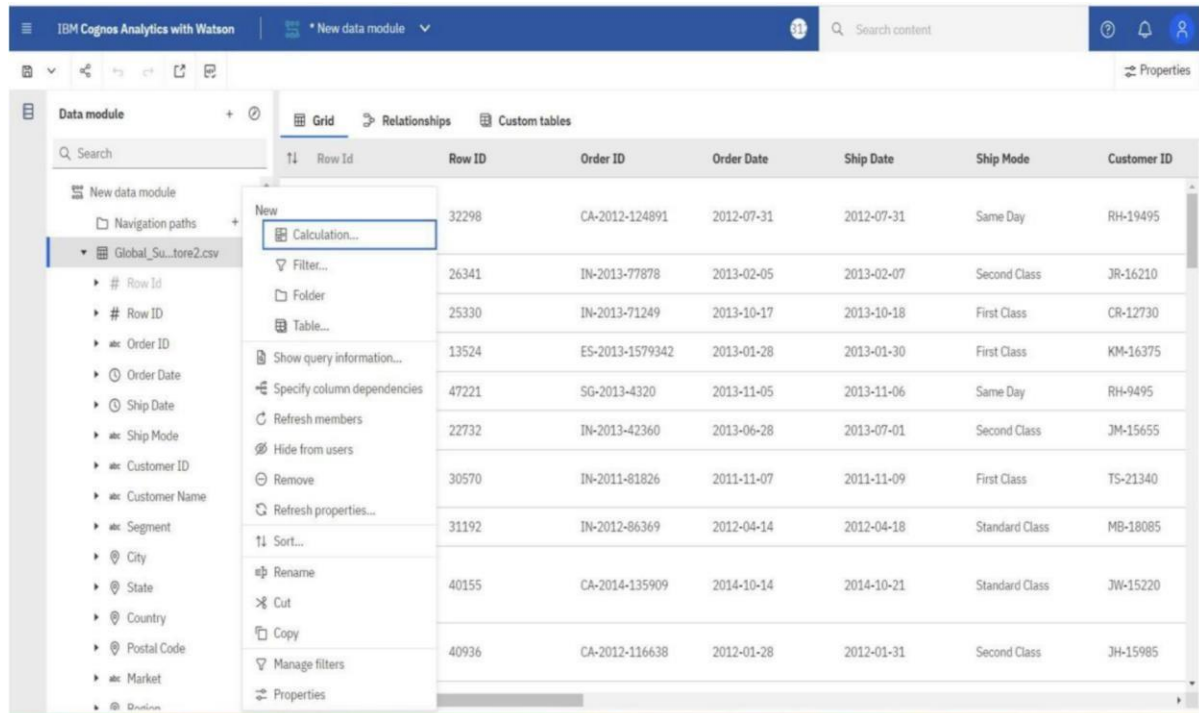 IBM Cognos Analytics with Watson
* New data module
Search content
Properties
Data module
Grid
Relationships
Custom tables
Search
Row Id
Row ID
Order ID
Order Date
Ship Date
Ship Mode
Customer ID
New data module
Navigation paths
Global_Su...tore2.csv
Row Id
Row ID
Order ID
Order Date
Ship Date
Ship Mode
Customer ID
Customer Name
Segment
City
State
Country
Postal Code
Market
Region
New
Calculation...
Filter...
Folder
Table...
Show query information...
Specify column dependencies
Refresh members
Hide from users
Remove
Refresh properties...
Sort...
Rename
Cut
Copy
Manage filters
Properties
32298 CA-2012-124891 2012-07-31 2012-07-31 Same Day RH-19495
26341 IN-2013-77878 2013-02-05 2013-02-07 Second Class JR-16210
25330 IN-2013-71249 2013-10-17 2013-10-18 First Class CR-12730
13524 ES-2013-1579342 2013-01-28 2013-01-30 First Class KM-16375
47221 SG-2013-4320 2013-11-05 2013-11-06 Same Day RH-9495
22732 IN-2013-42360 2013-06-28 2013-07-01 Second Class JM-15655
30570 IN-2011-81826 2011-11-07 2011-11-09 First Class TS-21340
31192 IN-2012-86369 2012-04-14 2012-04-18 Standard Class MB-18085
40155 CA-2014-135909 2014-10-14 2014-10-21 Standard Class JW-15220
40936 CA-2012-116638 2012-01-28 2012-01-31 Second Class JH-15985